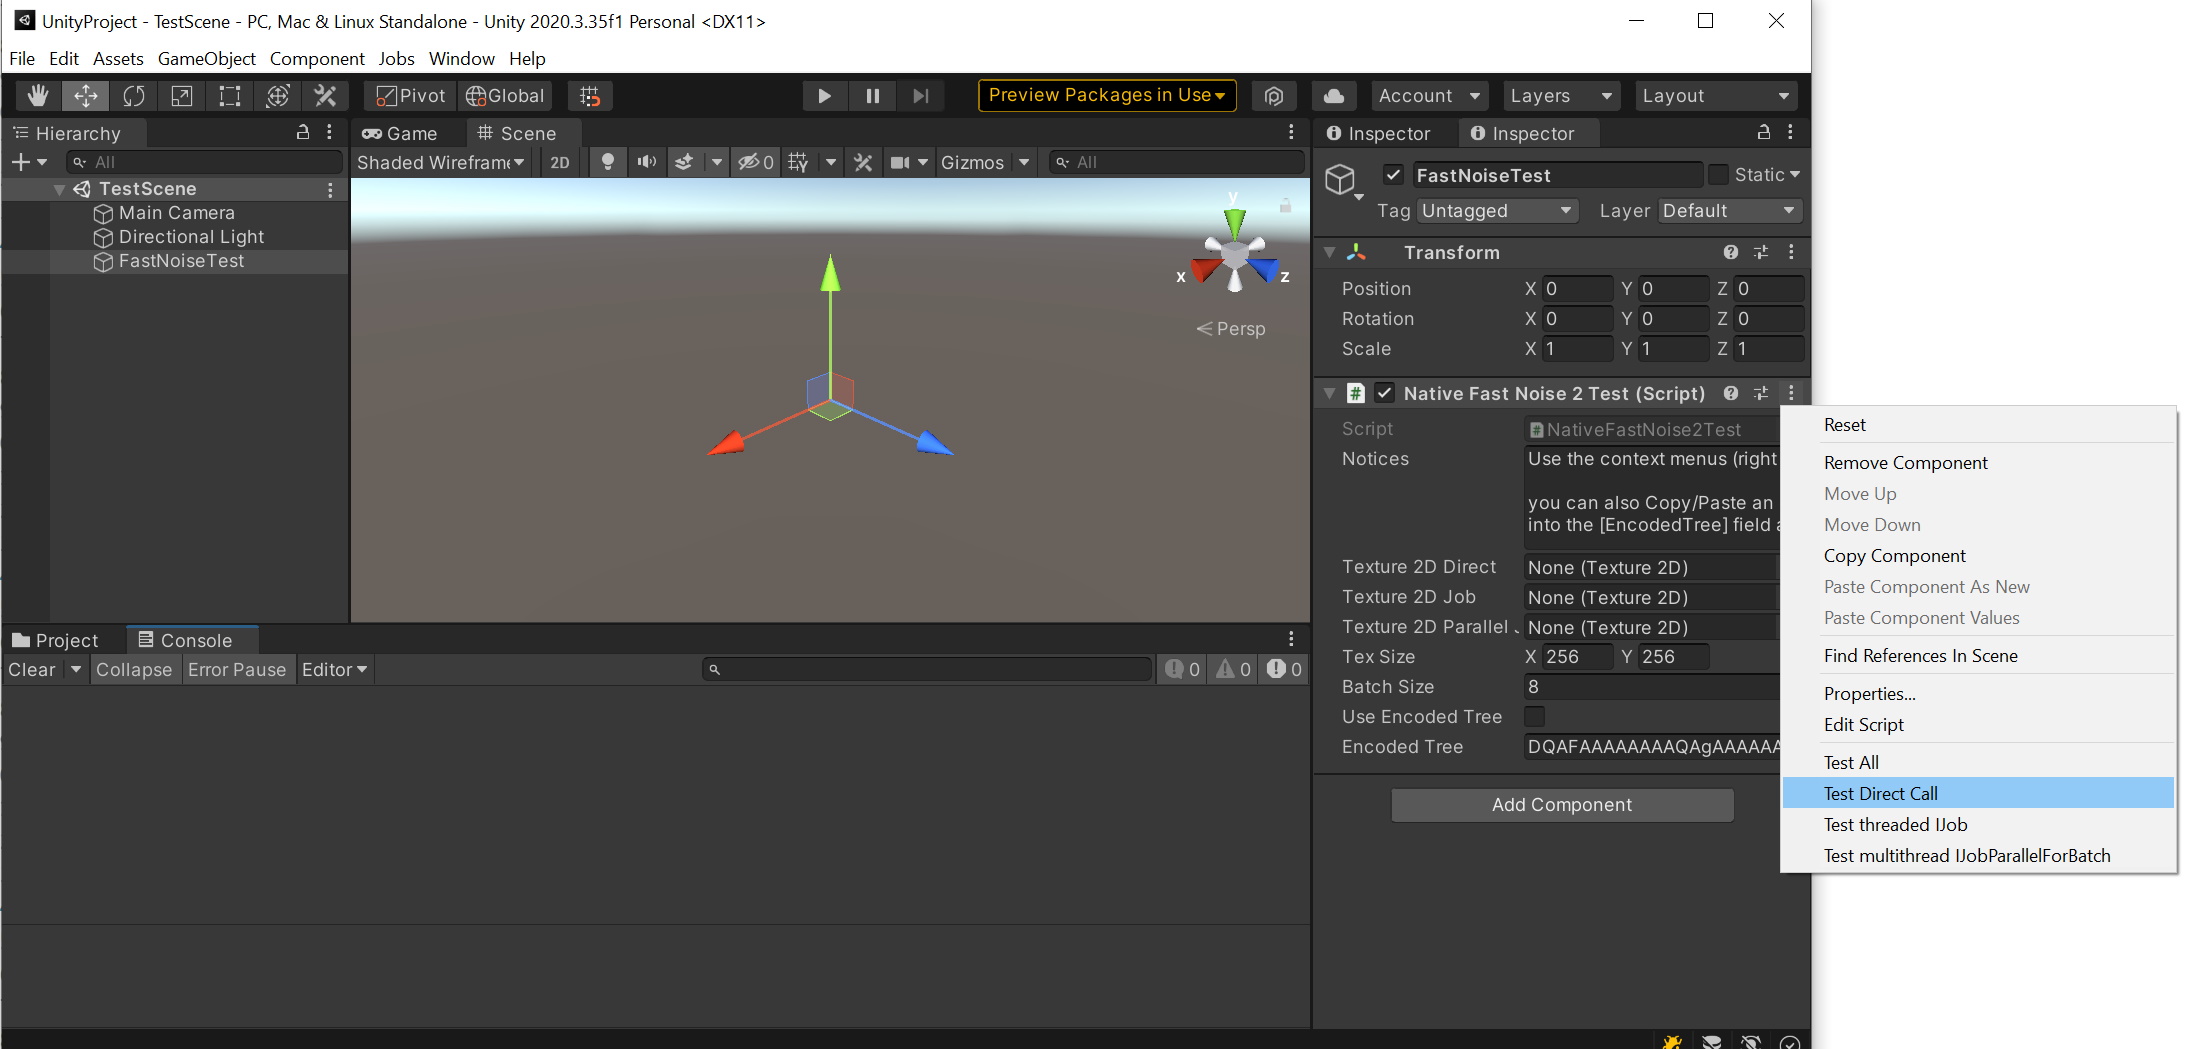 UnityProject - TestScene - PC, Mac & Linux Standalone - Unity 2020.3.35f1 Personal <DX11>
File Edit Assets GameObject Component Jobs Window Help
Pivot Global Preview Packages in Use Account Layers Layout
Hierarchy
All
TestScene
Main Camera
Directional Light
FastNoiseTest
Game Scene
Shaded Wireframe 2D 0 Gizmos All
y
x z
Persp
Project Console
Clear Collapse Error Pause Editor 0 0 0
Inspector Inspector
FastNoiseTest Static
Tag Untagged Layer Default
Transform
Position X 0 Y 0 Z 0
Rotation X 0 Y 0 Z 0
Scale X 1 Y 1 Z 1
# Native Fast Noise 2 Test (Script)
Script # NativeFastNoise2Test
Notices Use the context menus (right
you can also Copy/Paste an
into the [EncodedTree] field
Texture 2D Direct None (Texture 2D)
Texture 2D Job None (Texture 2D)
Texture 2D Parallel None (Texture 2D)
Tex Size X 256 Y 256
Batch Size 8
Use Encoded Tree
Encoded Tree DQAFAAAAAAAAQAgAAAAAA
Add Component
Reset
Remove Component
Move Up
Move Down
Copy Component
Paste Component As New
Paste Component Values
Find References In Scene
Properties...
Edit Script
Test All
Test Direct Call
Test threaded IJob
Test multithread IJobParallelForBatch